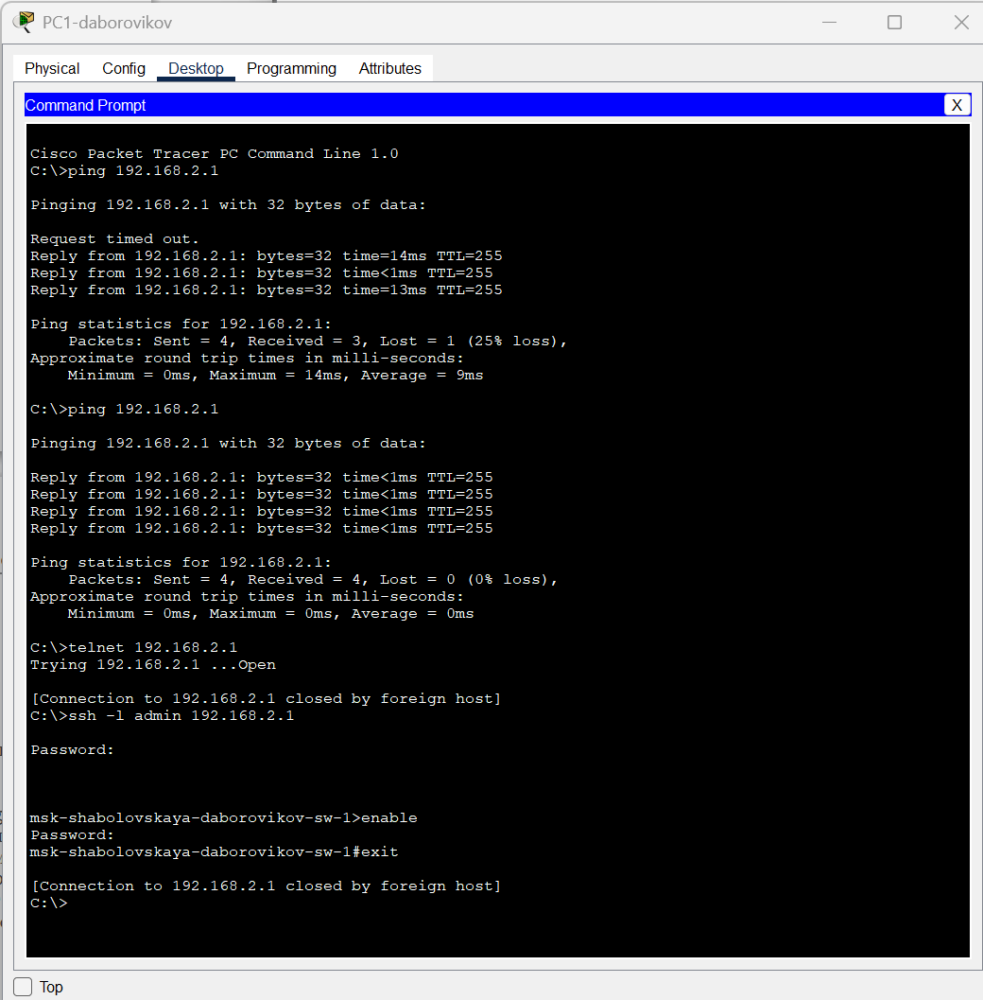 PC1-daborovikov
Physical Config Desktop Programming Attributes
Command Prompt X
Cisco Packet Tracer PC Command Line 1.0
C:\>ping 192.168.2.1
Pinging 192.168.2.1 with 32 bytes of data:
Request timed out.
Reply from 192.168.2.1: bytes=32 time=14ms TTL=255
Reply from 192.168.2.1: bytes=32 time<1ms TTL=255
Reply from 192.168.2.1: bytes=32 time=13ms TTL=255
Ping statistics for 192.168.2.1:
Packets: Sent = 4, Received = 3, Lost = 1 (25% loss),
Approximate round trip times in milli-seconds:
Minimum = 0ms, Maximum = 14ms, Average = 9ms
C:\>ping 192.168.2.1
Pinging 192.168.2.1 with 32 bytes of data:
Reply from 192.168.2.1: bytes=32 time<1ms TTL=255
Reply from 192.168.2.1: bytes=32 time<1ms TTL=255
Reply from 192.168.2.1: bytes=32 time<1ms TTL=255
Reply from 192.168.2.1: bytes=32 time<1ms TTL=255
Ping statistics for 192.168.2.1:
Packets: Sent = 4, Received = 4, Lost = 0 (0% loss),
Approximate round trip times in milli-seconds:
Minimum = 0ms, Maximum = 0ms, Average = 0ms
C:\>telnet 192.168.2.1
Trying 192.168.2.1 ...Open
[Connection to 192.168.2.1 closed by foreign host]
C:\>ssh -l admin 192.168.2.1
Password:
msk-shabolovskaya-daborovikov-sw-1>enable
Password:
msk-shabolovskaya-daborovikov-sw-1#exit
[Connection to 192.168.2.1 closed by foreign host]
C:\>
Top